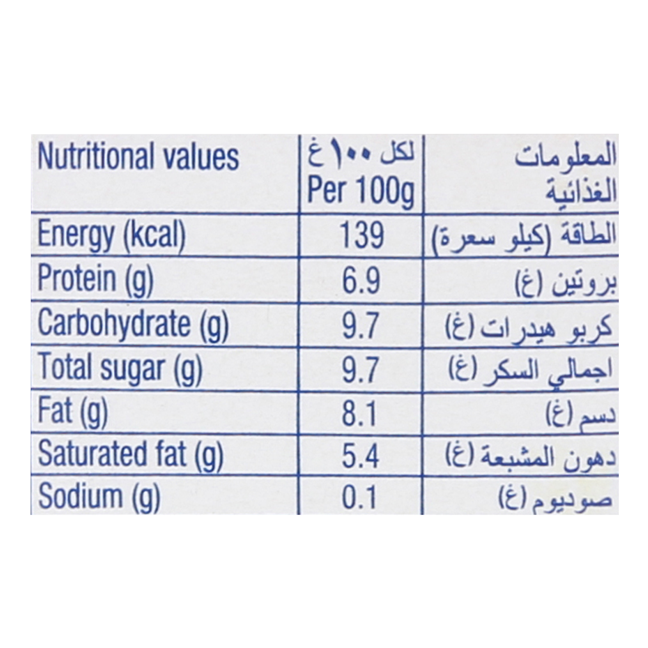 Nutritional values لكل ١٠٠ غ المعلومات
Per 100g الغذائية
Energy (kcal) 139 الطاقة (كيلو سعرة)
Protein (g) 6.9 بروتين (غ)
Carbohydrate (g) 9.7 كربو هيدرات (غ)
Total sugar (g) 9.7 اجمالي السكر (غ)
Fat (g) 8.1 دسم (غ)
Saturated fat (g) 5.4 دهون المشبعة (غ)
Sodium (g) 0.1 صوديوم (غ)